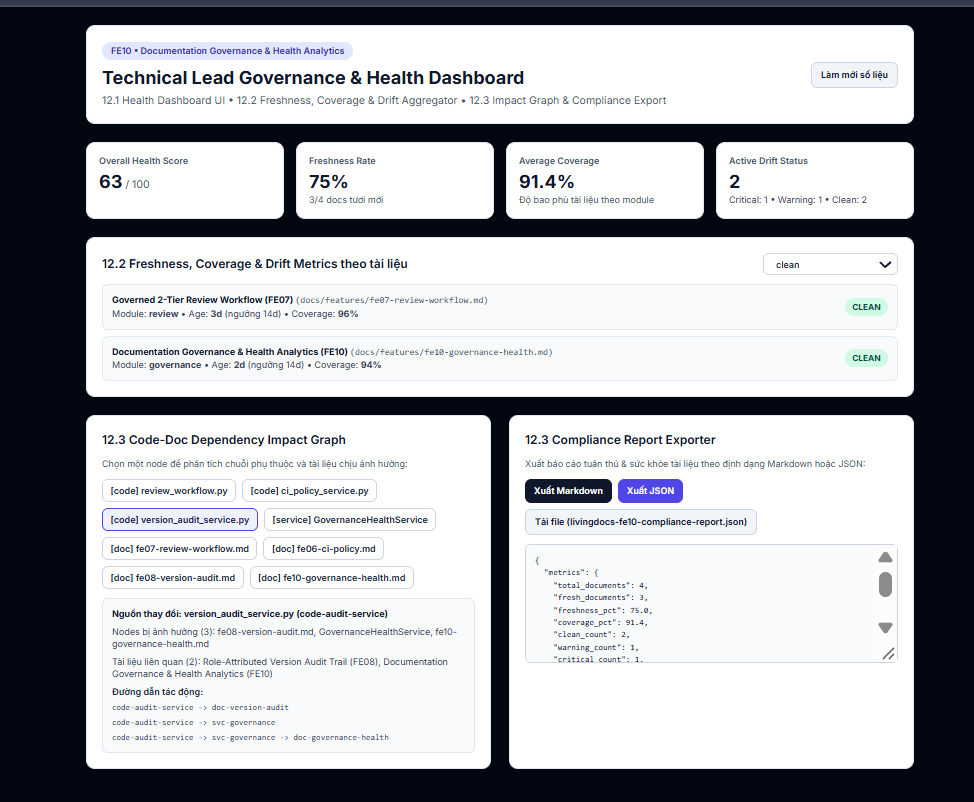 FE10 • Documentation Governance & Health Analytics
Technical Lead Governance & Health Dashboard
12.1 Health Dashboard UI • 12.2 Freshness, Coverage & Drift Aggregator • 12.3 Impact Graph & Compliance Export
Làm mới số liệu
Overall Health Score
63 / 100
Freshness Rate
75%
3/4 docs tươi mới
Average Coverage
91.4%
Độ bao phủ tài liệu theo module
Active Drift Status
2
Critical: 1 • Warning: 1 • Clean: 2
12.2 Freshness, Coverage & Drift Metrics theo tài liệu
clean
Governed 2-Tier Review Workflow (FE07) (docs/features/fe07-review-workflow.md)
Module: review • Age: 3d (ngưỡng 14d) • Coverage: 96%
CLEAN
Documentation Governance & Health Analytics (FE10) (docs/features/fe10-governance-health.md)
Module: governance • Age: 2d (ngưỡng 14d) • Coverage: 94%
CLEAN
12.3 Code-Doc Dependency Impact Graph
Chọn một node để phân tích chuỗi phụ thuộc và tài liệu chịu ảnh hưởng:
[code] review_workflow.py
[code] ci_policy_service.py
[code] version_audit_service.py
[service] GovernanceHealthService
[doc] fe07-review-workflow.md
[doc] fe06-ci-policy.md
[doc] fe08-version-audit.md
[doc] fe10-governance-health.md
Nguồn thay đổi: version_audit_service.py (code-audit-service)
Nodes bị ảnh hưởng (3): fe08-version-audit.md, GovernanceHealthService, fe10-
governance-health.md
Tài liệu liên quan (2): Role-Attributed Version Audit Trail (FE08), Documentation
Governance & Health Analytics (FE10)
Đường dẫn tác động:
code-audit-service -> doc-version-audit
code-audit-service -> svc-governance
code-audit-service -> svc-governance -> doc-governance-health
12.3 Compliance Report Exporter
Xuất báo cáo tuân thủ & sức khỏe tài liệu theo định dạng Markdown hoặc JSON:
Xuất Markdown
Xuất JSON
Tải file (livingdocs-fe10-compliance-report.json)
{
"metrics": {
"total_documents": 4,
"fresh_documents": 3,
"freshness_pct": 75.0,
"coverage_pct": 91.4,
"clean_count": 2,
"warning_count": 1,
"critical_count": 1,